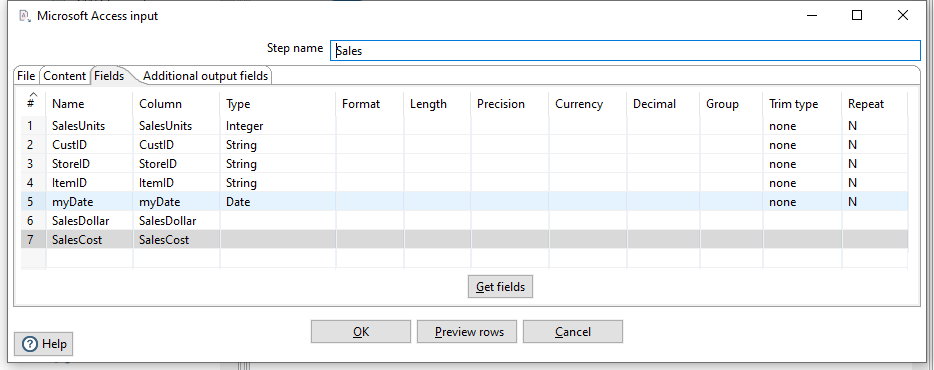 Microsoft Access input
Step name Sales
File Content Fields Additional output fields
# Name Column Type Format Length Precision Currency Decimal Group Trim type Repeat
1 SalesUnits SalesUnits Integer none N
2 CustID CustID String none N
3 StoreID StoreID String none N
4 ItemID ItemID String none N
5 myDate myDate Date none N
6 SalesDollar SalesDollar
7 SalesCost SalesCost
Get fields
OK Preview rows Cancel
Help